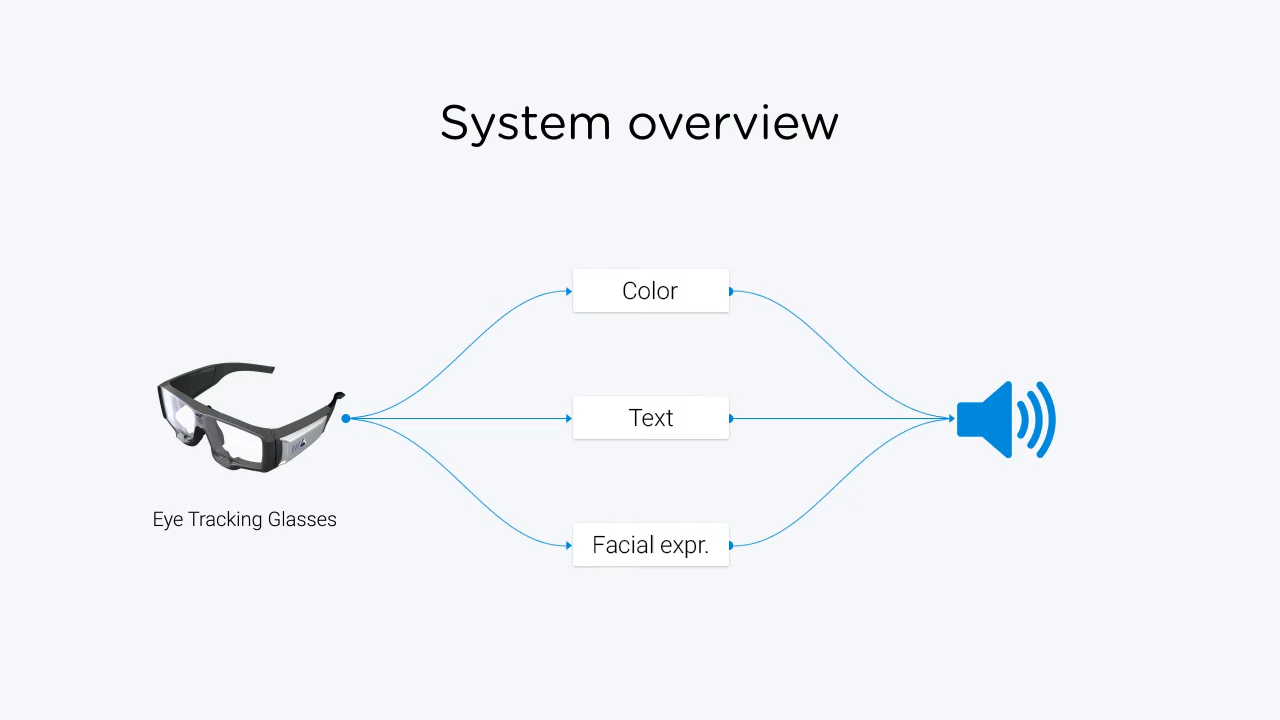 System overview
Color
Text
Facial expr.
Eye Tracking Glasses